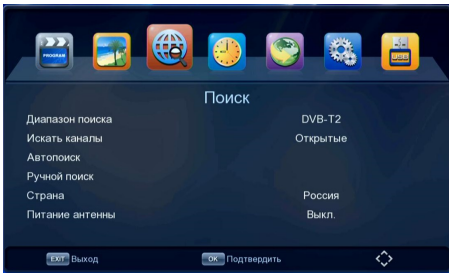 PROGRAM
USB
Поиск
Диапазон поиска DVB-T2
Искать каналы Открытые
Автопоиск
Ручной поиск
Страна Россия
Питание антенны Выкл.
EXIT Выход OK Подтвердить